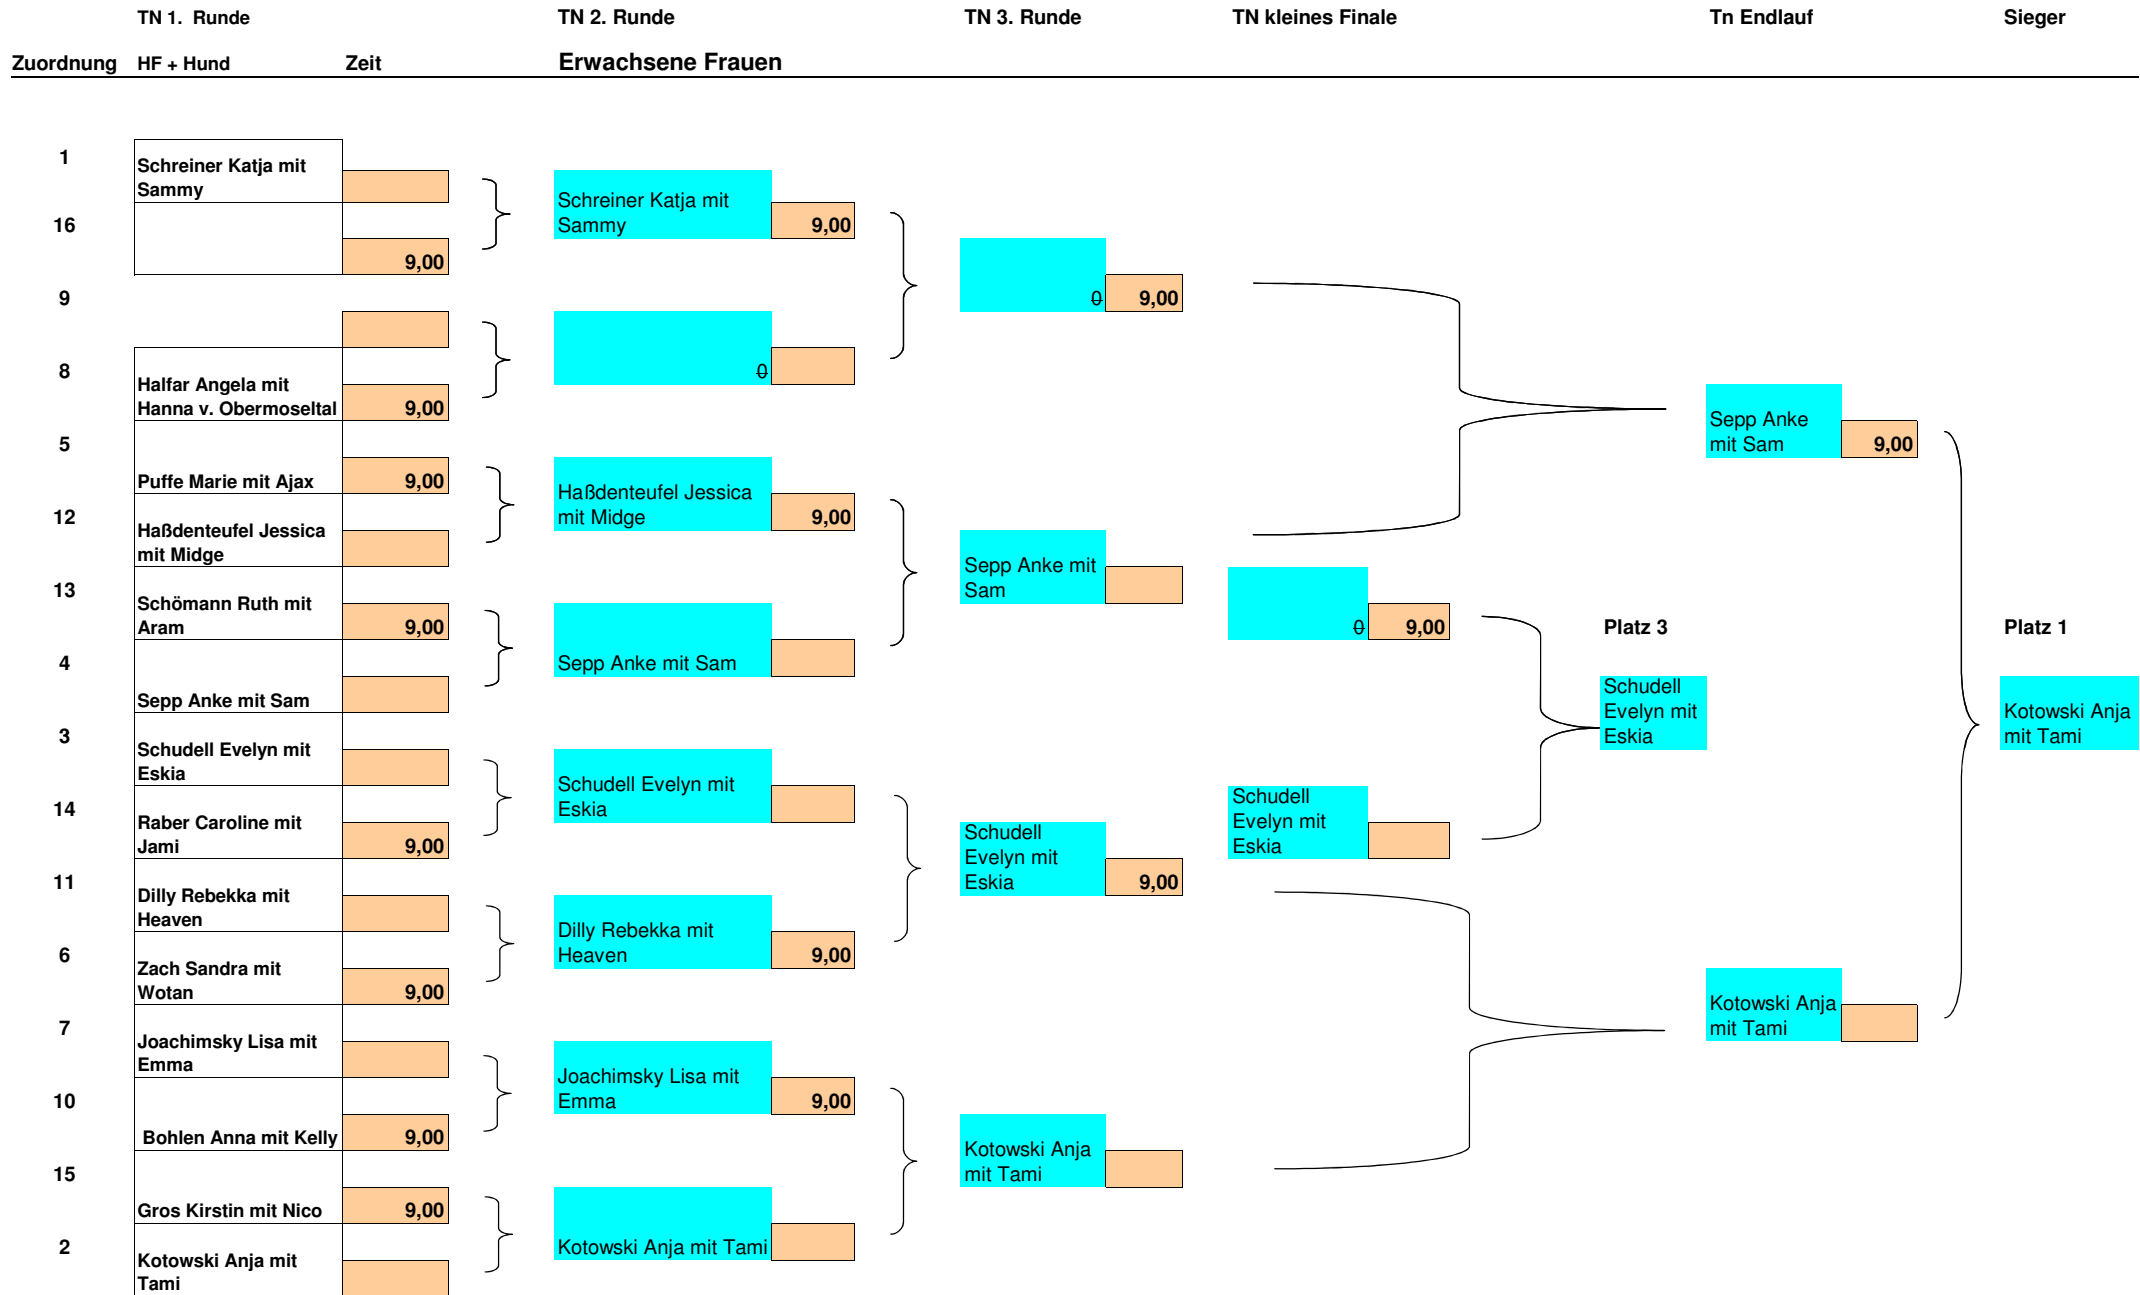 TN 1. Runde TN 2. Runde TN 3. Runde TN kleines Finale Tn Endlauf Sieger
Zuordnung HF + Hund Zeit Erwachsene Frauen
1
Schreiner Katja mit
Sammy
16
9,00
Schreiner Katja mit
Sammy
9,00
9
8
Halfar Angela mit
Hanna v. Obermoseltal
9,00
0
0
9,00
5
Puffe Marie mit Ajax
9,00
12
Haßdenteufel Jessica
mit Midge
Haßdenteufel Jessica
mit Midge
9,00
Sepp Anke
mit Sam
9,00
13
Schömann Ruth mit
Aram
9,00
4
Sepp Anke mit Sam
Sepp Anke mit Sam
Sepp Anke mit
Sam
0
9,00
Platz 3
Platz 1
3
Schudell Evelyn mit
Eskia
14
Raber Caroline mit
Jami
9,00
Schudell Evelyn mit
Eskia
Schudell
Evelyn mit
Eskia
9,00
Schudell
Evelyn mit
Eskia
Schudell
Evelyn mit
Eskia
Kotowski Anja
mit Tami
11
Dilly Rebekka mit
Heaven
6
Zach Sandra mit
Wotan
9,00
Dilly Rebekka mit
Heaven
9,00
Kotowski Anja
mit Tami
7
Joachimsky Lisa mit
Emma
10
Bohlen Anna mit Kelly
9,00
Joachimsky Lisa mit
Emma
9,00
Kotowski Anja
mit Tami
15
Gros Kirstin mit Nico
9,00
2
Kotowski Anja mit
Tami
Kotowski Anja mit Tami